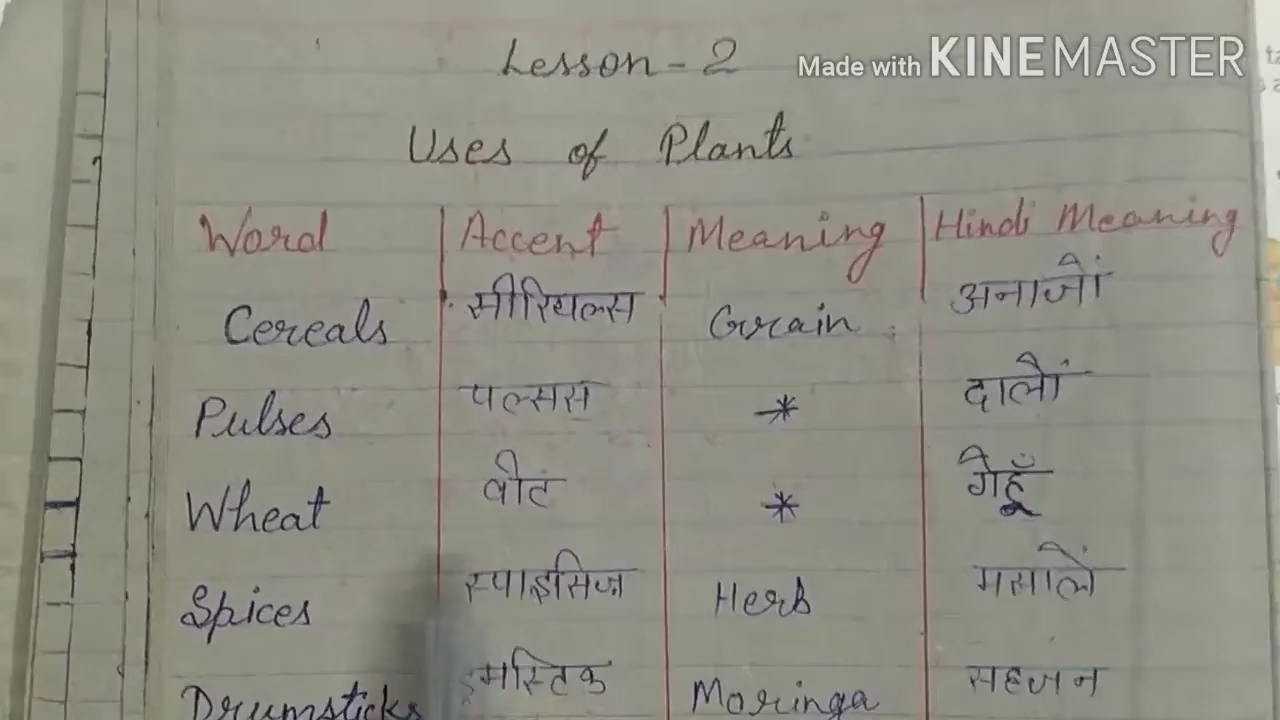 Lesson - 2
Made with KINEMASTER
Uses of Plants
Word Accent Meaning Hindi Meaning
Cereals सीरियल्स Grain अनाजों
Pulses पल्सस * दालों
Wheat वीट * गेहूँ
Spices स्पाइसिज Herb मसालें
Drumsticks Moringa सहजन